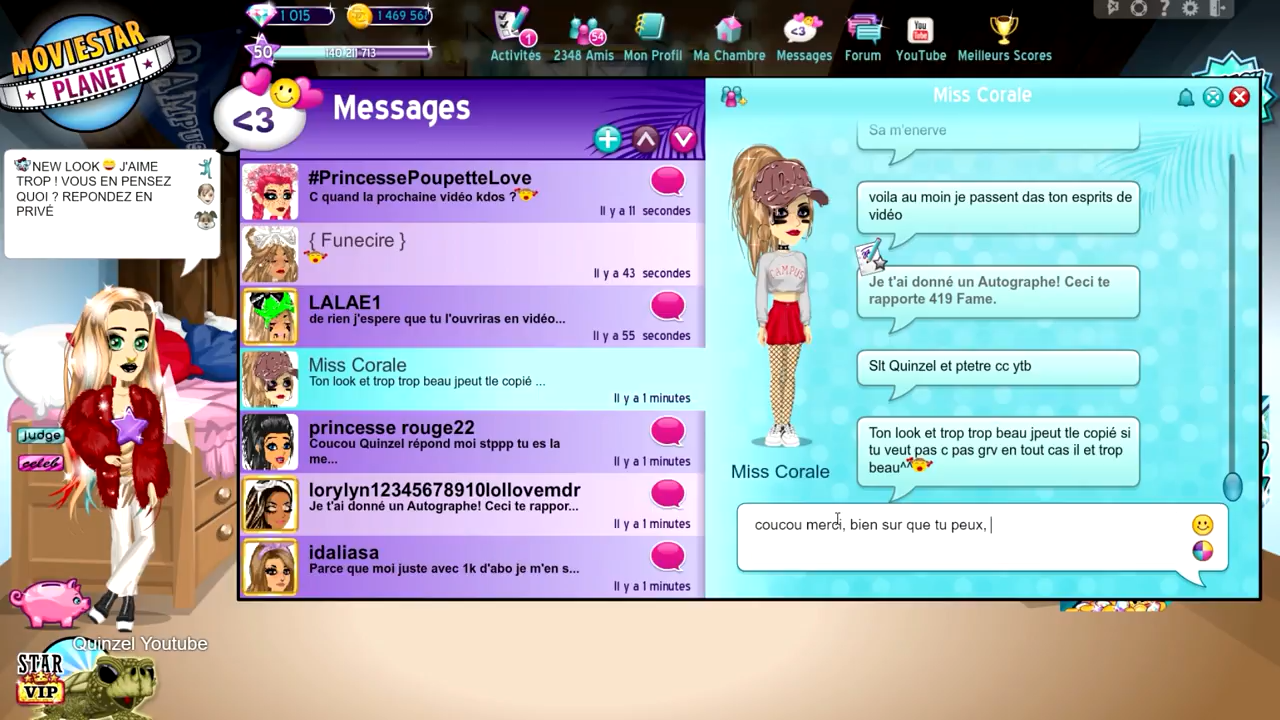 MOVIESTAR
PLANET
1 015
1 469 56
50
140/211 713
1
Activités
54
2348 Amis
Mon Profil
Ma Chambre
<3
Messages
Forum
You
Tube
YouTube
Meilleurs Scores
CAMPUS
NEW LOOK J'AIME
TROP ! VOUS EN PENSEZ
QUOI ? REPONDEZ EN
PRIVÉ
judge
celeb
Quinzel Youtube
STAR
VIP
<3
Messages
#PrincessePoupetteLove
C quand la prochaine vidéo kdos ?
Il y a 11 secondes
{ Funecire }
Il y a 43 secondes
LALAE1
de rien j'espere que tu l'ouvriras en vidéo...
Il y a 55 secondes
Miss Corale
Ton look et trop trop beau jpeut tle copié ...
Il y a 1 minutes
princesse rouge22
Coucou Quinzel répond moi stppp tu es la
me...
Il y a 1 minutes
lorylyn12345678910lollovemdr
Je t'ai donné un Autographe! Ceci te rappor...
Il y a 1 minutes
idaliasa
Parce que moi juste avec 1k d'abo je m'en s...
Il y a 1 minutes
Miss Corale
CAMPUS
Miss Corale
Sa m'enerve
voila au moin je passent das ton esprits de
vidéo
Je t'ai donné un Autographe! Ceci te
rapporte 419 Fame.
Slt Quinzel et ptetre cc ytb
Ton look et trop trop beau jpeut tle copié si
tu veut pas c pas grv en tout cas il et trop
beau^^
coucou merci, bien sur que tu peux,